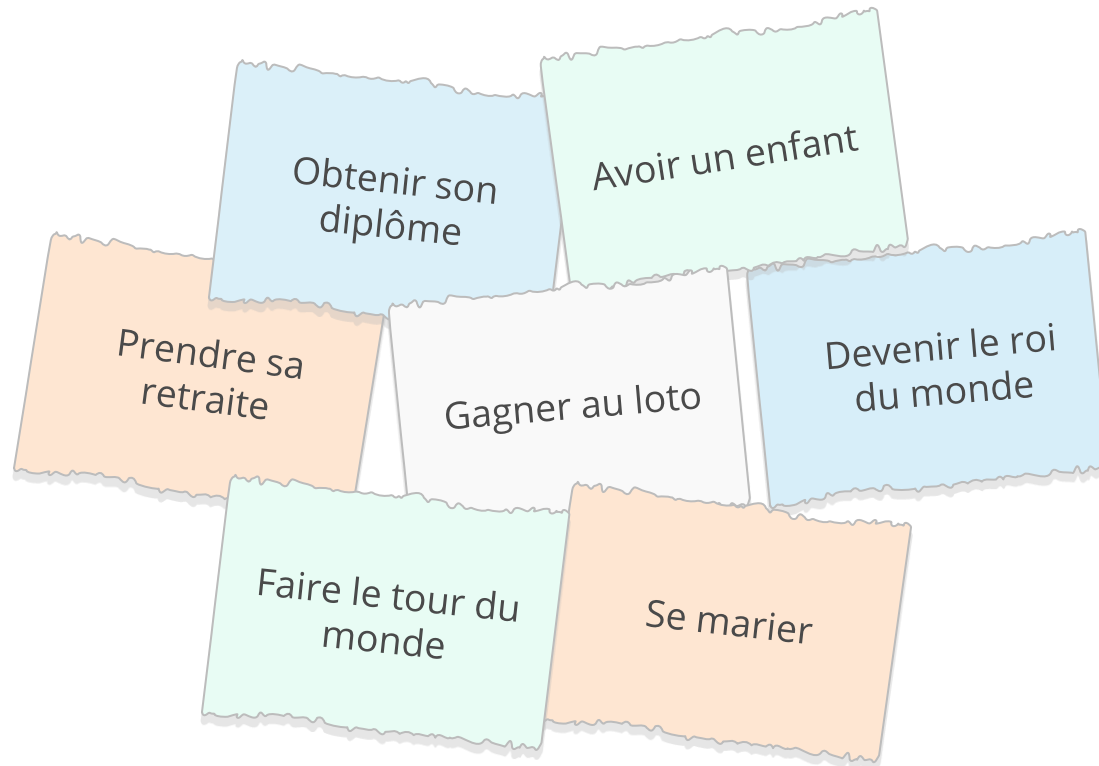 Obtenir son
diplôme
Avoir un enfant
Prendre sa
retraite
Gagner au loto
Devenir le roi
du monde
Faire le tour du
monde
Se marier